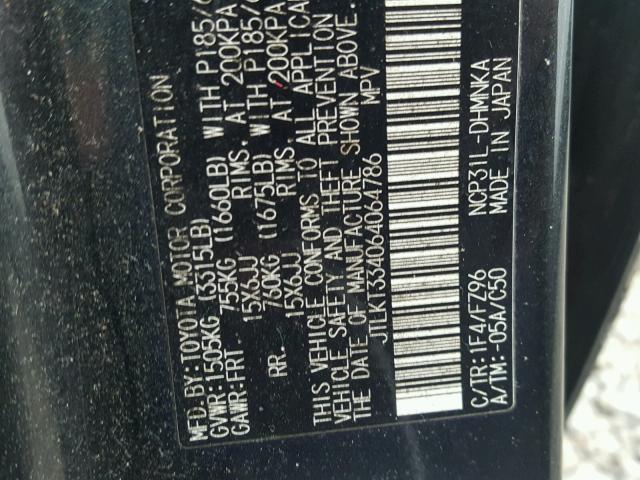 MFD. BY: TOYOTA MOTOR CORPORATION
GVWR: 1505KG (3315LB)
GAWR: FRT. 755KG (1660LB) WITH P185/6
15X6JJ RIMS, AT 200KPA
RR. 760KG (1675LB) WITH P185/6
15X6JJ RIMS, AT 200KPA
THIS VEHICLE CONFORMS TO ALL APPLICA
VEHICLE SAFETY AND THEFT PREVENTION
DATE OF MANUFACTURE SHOWN ABOVE.
JTLKT334064064786 MPV
C/TR: 1F4/FZ96 NCP31L-DHMNKA
A/TM: -05A/C50 MADE IN JAPAN